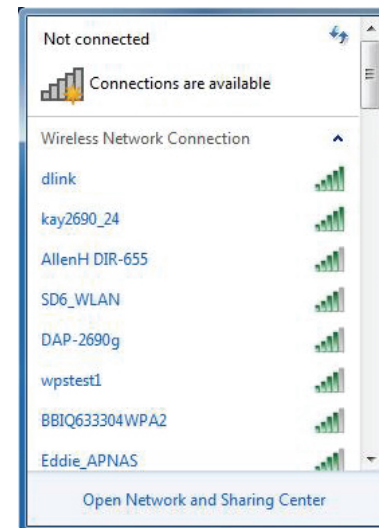 Not connected
Connections are available
Wireless Network Connection
dlink
kay2690_24
AllenH DIR-655
SD6_WLAN
DAP-2690g
wpstest1
BBIQ633304WPA2
Eddie_APNAS
Open Network and Sharing Center